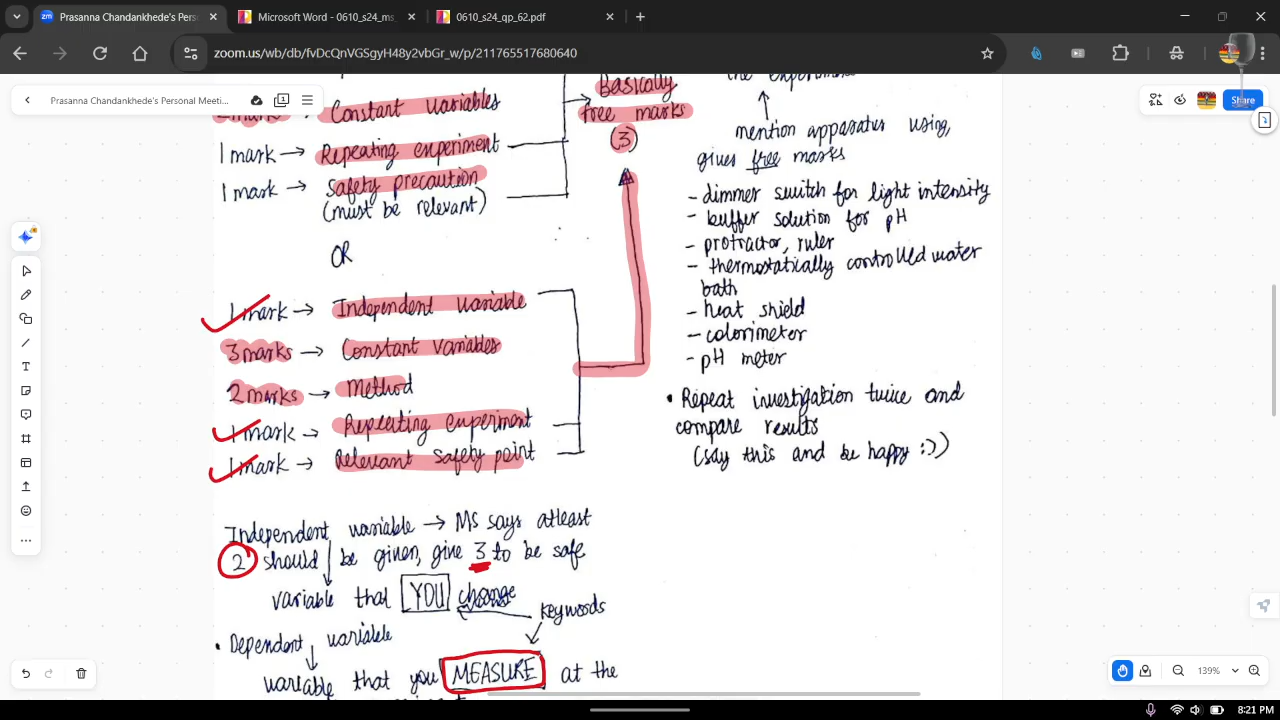 Prasanna Chandankhede's Pers
Microsoft Word - 0610_s24_ms
0610_s24_qp_62.pdf
zoom.us/wb/fvDcQnVGSgyH48y2vbGr_w/p/211765517680640
Prasanna Chandankhede's Personal Meeti...
Share
Constant variables
1 mark → Repeating experiment
1 mark → Safety precaution
(must be relevant)
Basically
free marks
(3)
OR
1 mark → Independent variable
3 marks → Constant variables
2 marks → Method
1 mark → Repeating experiment
1 mark → Relevant safety point
Independent variable → MS says atleast
2 should be given, give 3 to be safe
variable that YOU change
keywords
• Dependent variable
variable that you MEASURE at the
mention apparatus using,
gives free marks
- dimmer switch for light intensity
- buffer solution for pH
- protractor, ruler
- thermostatically controlled water
bath
- heat shield
- colorimeter
- pH meter
• Repeat investigation twice and
compare results
(say this and be happy :))
139%
8:21 PM